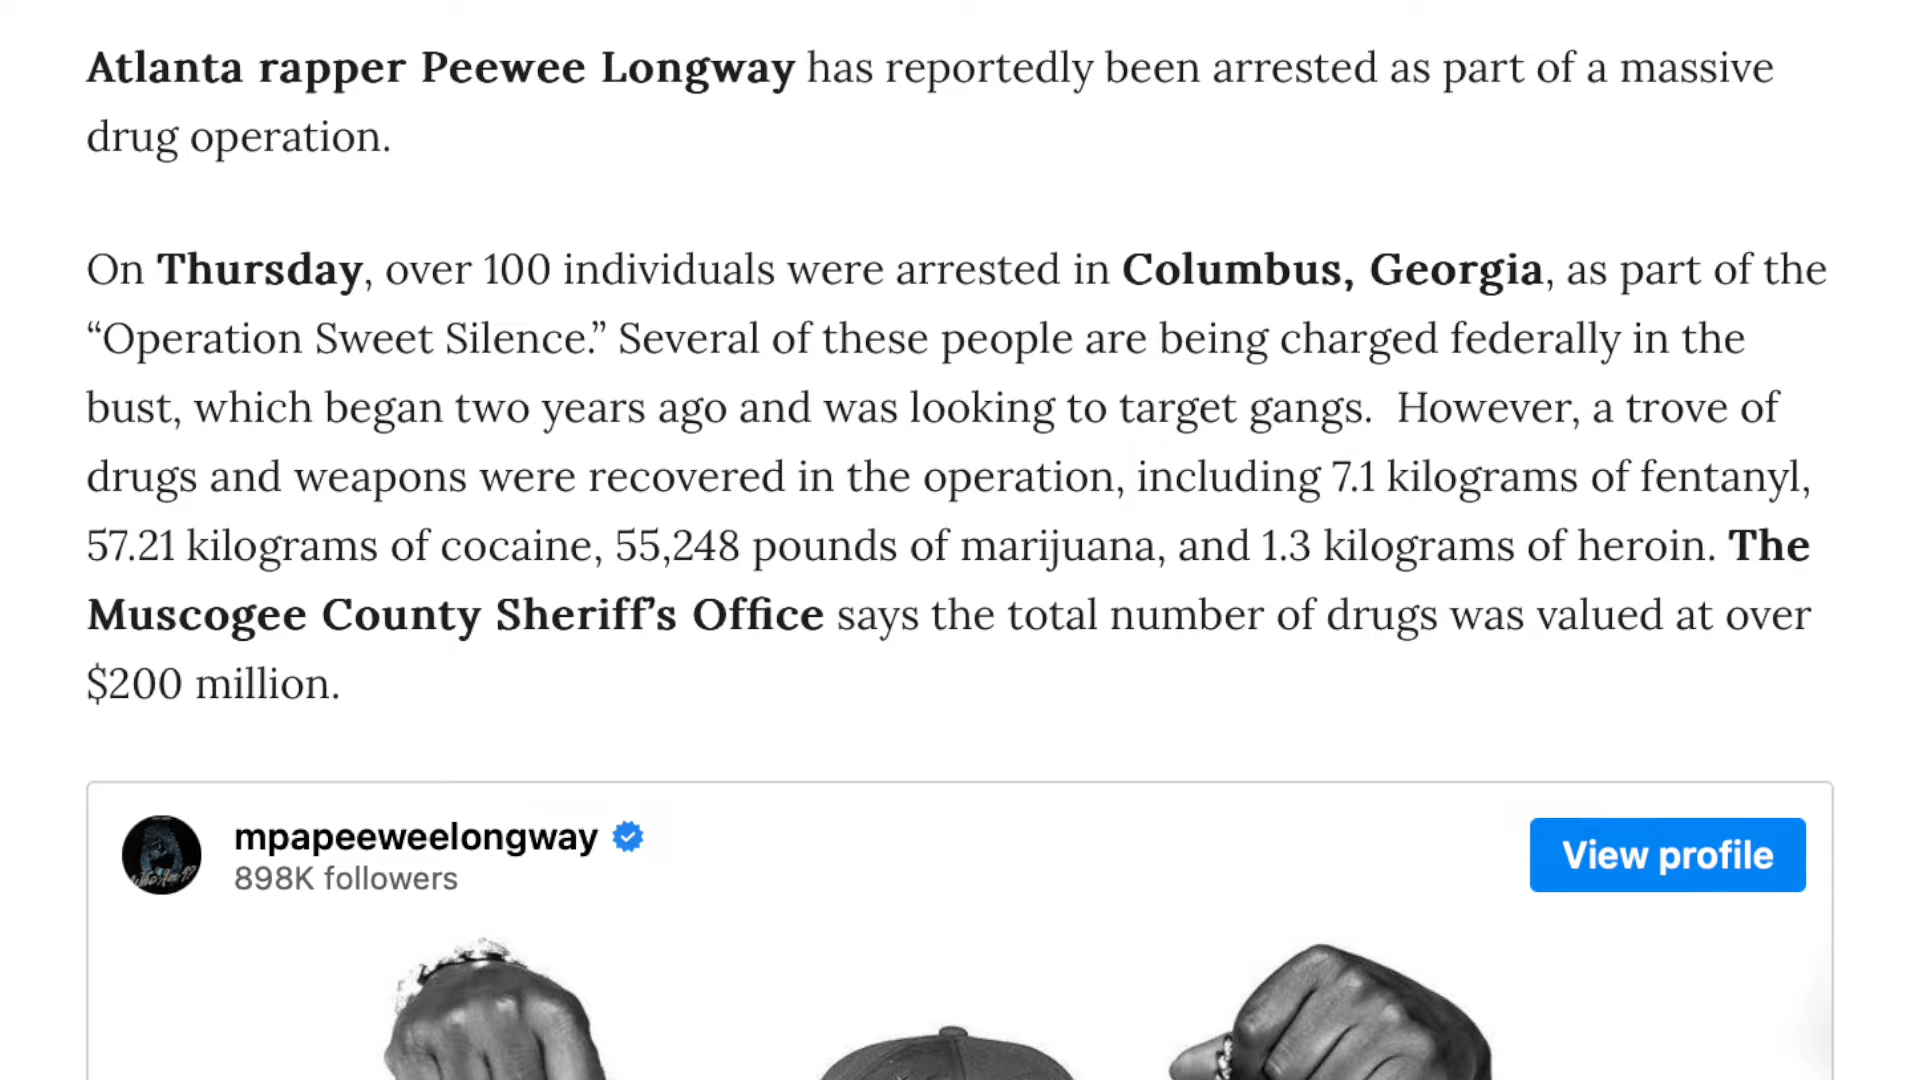 Atlanta rapper Peewee Longway has reportedly been arrested as part of a massive
drug operation.
On Thursday, over 100 individuals were arrested in Columbus, Georgia, as part of the
“Operation Sweet Silence.” Several of these people are being charged federally in the
bust, which began two years ago and was looking to target gangs.  However, a trove of
drugs and weapons were recovered in the operation, including 7.1 kilograms of fentanyl,
57.21 kilograms of cocaine, 55,248 pounds of marijuana, and 1.3 kilograms of heroin. The
Muscogee County Sheriff’s Office says the total number of drugs was valued at over
$200 million.
mpapeeweelongway
898K followers
View profile